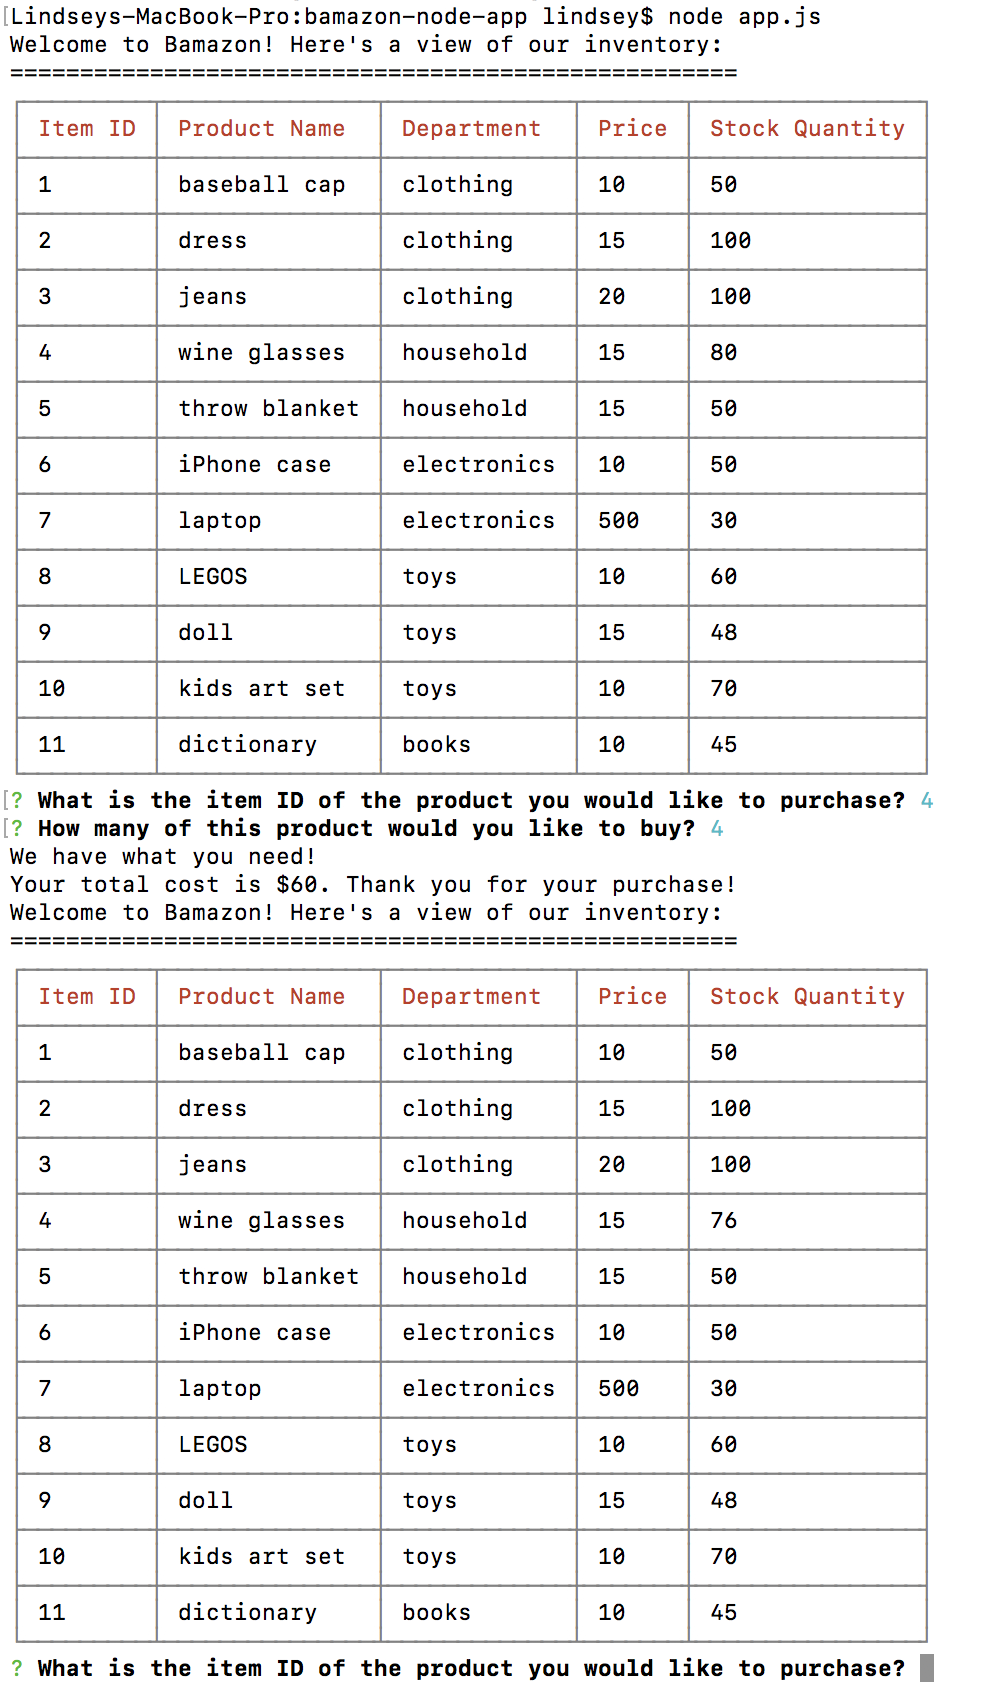 [Lindseys-MacBook-Pro:bamazon-node-app lindsey$ node app.js
Welcome to Bamazon! Here's a view of our inventory:
====================================================
Item ID Product Name Department Price Stock Quantity
1 baseball cap clothing 10 50
2 dress clothing 15 100
3 jeans clothing 20 100
4 wine glasses household 15 80
5 throw blanket household 15 50
6 iPhone case electronics 10 50
7 laptop electronics 500 30
8 LEGOS toys 10 60
9 doll toys 15 48
10 kids art set toys 10 70
11 dictionary books 10 45
[? What is the item ID of the product you would like to purchase? 4
[? How many of this product would you like to buy? 4
We have what you need!
Your total cost is $60. Thank you for your purchase!
Welcome to Bamazon! Here's a view of our inventory:
====================================================
Item ID Product Name Department Price Stock Quantity
1 baseball cap clothing 10 50
2 dress clothing 15 100
3 jeans clothing 20 100
4 wine glasses household 15 76
5 throw blanket household 15 50
6 iPhone case electronics 10 50
7 laptop electronics 500 30
8 LEGOS toys 10 60
9 doll toys 15 48
10 kids art set toys 10 70
11 dictionary books 10 45
? What is the item ID of the product you would like to purchase?